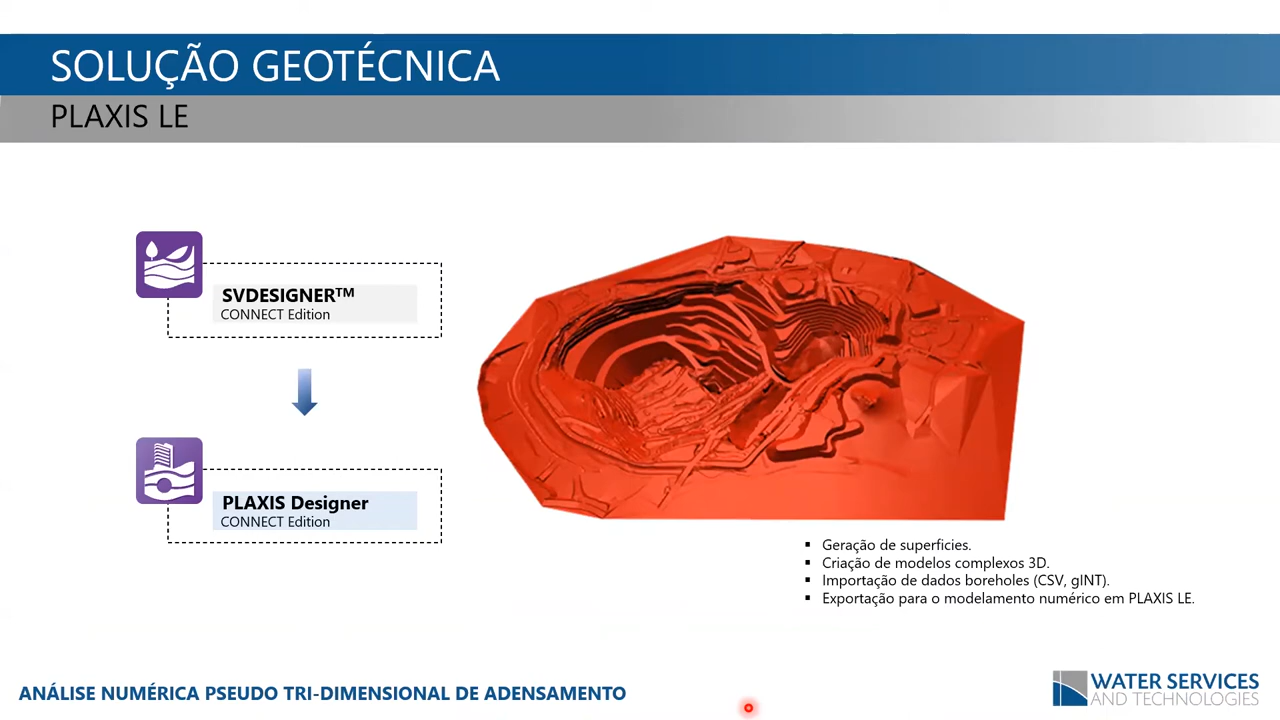 SOLUÇÃO GEOTÉCNICA
PLAXIS LE
SVDESIGNER™
CONNECT Edition
PLAXIS Designer
CONNECT Edition
▪ Geração de superficies.
▪ Criação de modelos complexos 3D.
▪ Importação de dados boreholes (CSV, gINT).
▪ Exportação para o modelamento numérico em PLAXIS LE.
ANÁLISE NUMÉRICA PSEUDO TRI-DIMENSIONAL DE ADENSAMENTO
WATER SERVICES
AND TECHNOLOGIES